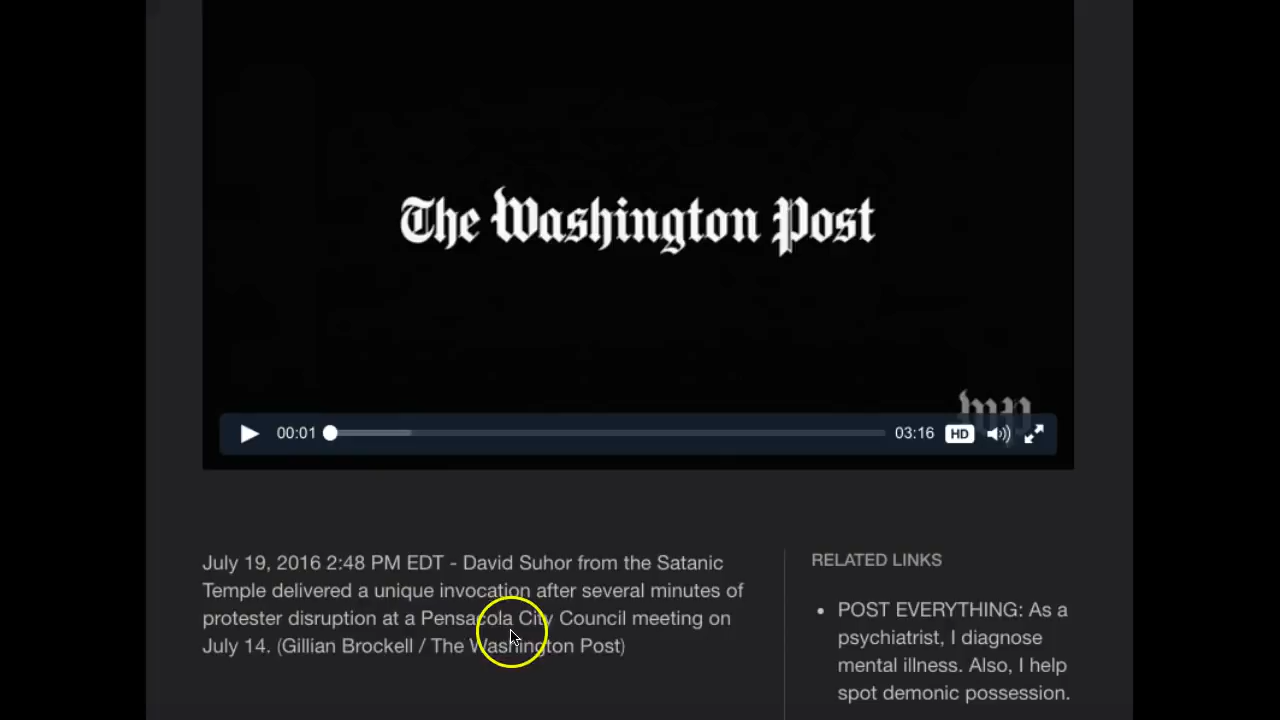 The Washington Post
wp
00:01
03:16
HD
July 19, 2016 2:48 PM EDT - David Suhor from the Satanic
Temple delivered a unique invocation after several minutes of
protester disruption at a Pensacola City Council meeting on
July 14. (Gillian Brockell / The Washington Post)
RELATED LINKS
• POST EVERYTHING: As a
psychiatrist, I diagnose
mental illness. Also, I help
spot demonic possession.